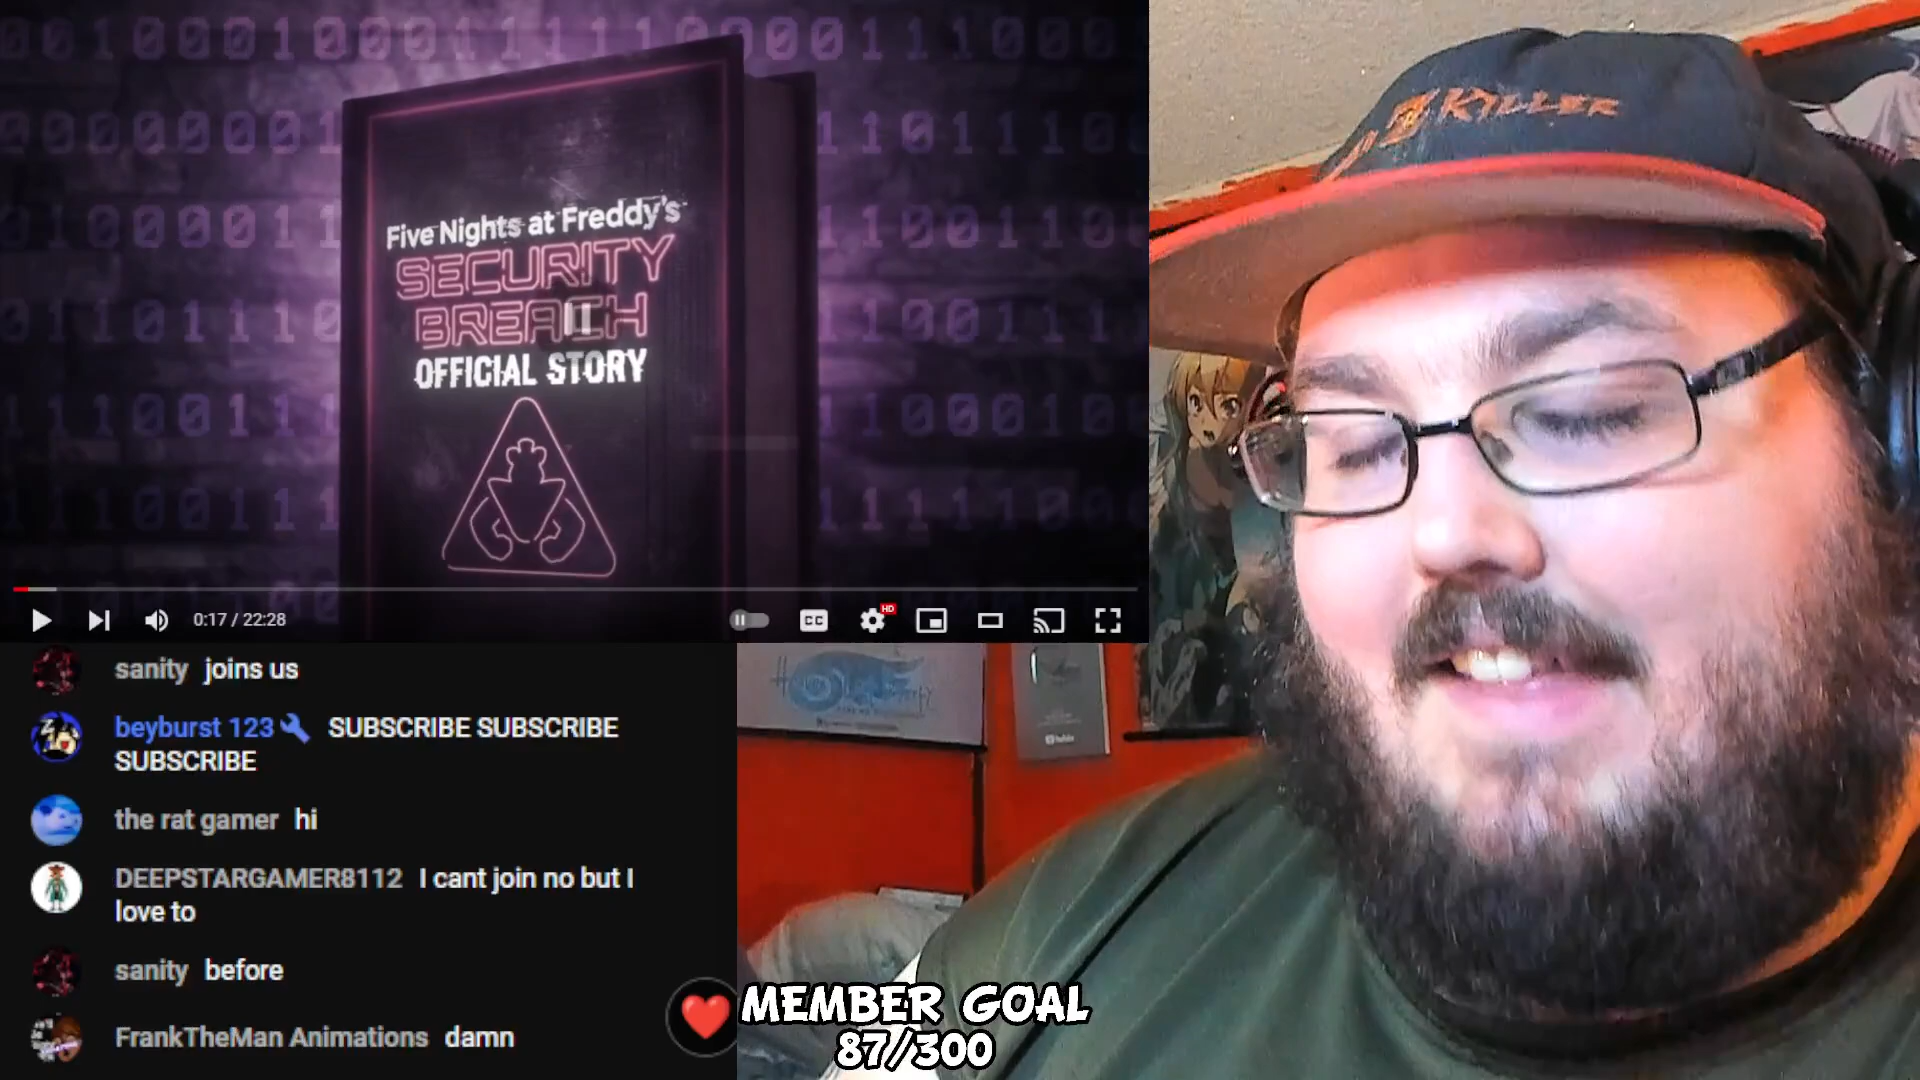 Five Nights at Freddy's
SECURITY
BREACH
OFFICIAL STORY
0:17 / 22:28
CC
HD
KILLER
sanity joins us
beyburst 123 SUBSCRIBE SUBSCRIBE
SUBSCRIBE
the rat gamer hi
DEEPSTARGAMER8112 I cant join no but I
love to
sanity before
FrankTheMan Animations damn
MEMBER GOAL
87/300